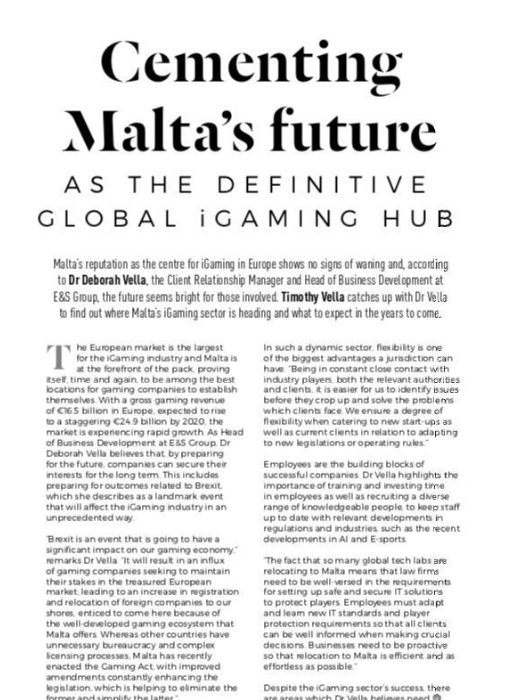 Cementing
Malta's future
AS THE DEFINITIVE
GLOBAL iGAMING HUB
Malta's reputation as the centre for iGaming in Europe shows no signs of waning and, according
to Dr Deborah Vella, the Client Relationship Manager and Head of Business Development at
E&S Group, the future seems bright for those involved. Timothy Vella catches up with Dr Vella
to find out where Malta's iGaming sector is heading and what to expect in the years to come.
The European market is the largest
for the iGaming industry and Malta is
at the forefront of the pack, proving
itself, time and again, to be among the best
locations for gaming companies to establish
themselves. With a gross gaming revenue
of €16.5 billion in Europe, expected to rise
to a staggering €24.9 billion by 2020, the
market is experiencing rapid growth. As Head
of Business Development at E&S Group, Dr
Deborah Vella believes that, by preparing
for the future, companies can secure their
interests for the long term. This includes
preparing for outcomes related to Brexit,
which she describes as a landmark event
that will affect the iGaming industry in an
unprecedented way.
"Brexit is an event that is going to have a
significant impact on our gaming economy,"
remarks Dr Vella. "It will result in an influx
of gaming companies seeking to maintain
their stakes in the treasured European
market, leading to an increase in registration
and relocation of foreign companies to our
shores, enticed to come here because of
the well-developed gaming ecosystem that
Malta offers. Whereas other countries have
unnecessary bureaucracy and complex
licensing processes, Malta has recently
enacted the Gaming Act, with improved
amendments constantly enhancing the
legislation, which is helping to eliminate the
former and simplify the latter."
In such a dynamic sector, flexibility is one
of the biggest advantages a jurisdiction can
have. "Being in constant close contact with
industry players, both the relevant authorities
and clients, it is easier for us to identify issues
before they crop up and solve the problems
which clients face. We ensure a degree of
flexibility when catering to new start-ups as
well as current clients in relation to adapting
to new legislations or operating rules."
Employees are the building blocks of
successful companies. Dr Vella highlights the
importance of training and investing time
in employees as well as recruiting a diverse
range of knowledgeable people, to keep staff
up to date with relevant developments in
regulations and industries, such as the recent
developments in AI and E-sports.
"The fact that so many global tech labs are
relocating to Malta means that law firms
need to be well-versed in the requirements
for setting up safe and secure IT solutions
to protect players. Employees must adapt
and learn new IT standards and player
protection requirements so that all clients
can be well informed when making crucial
decisions. Businesses need to be proactive
so that relocation to Malta is efficient and as
effortless as possible."
Despite the iGaming sector's success, there
are areas which Dr Vella believes need